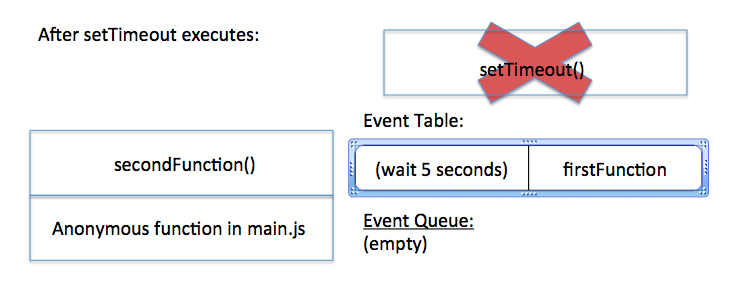 After setTimeout executes:
setTimeout()
Event Table:
secondFunction()
(wait 5 seconds)
firstFunction
Anonymous function in main.js
Event Queue:
(empty)